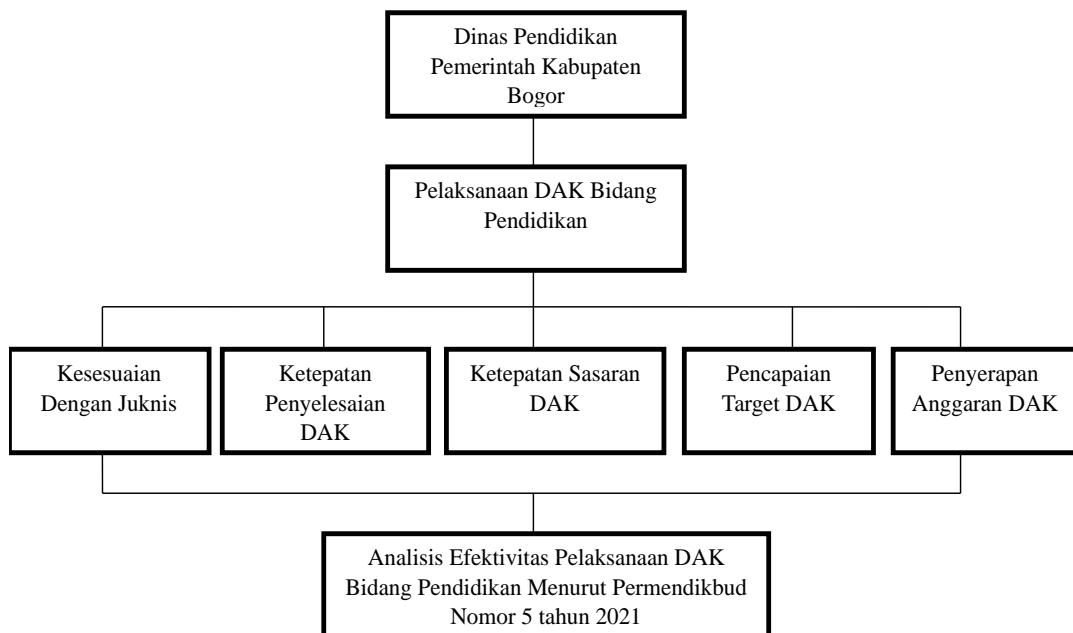 Dinas Pendidikan
Pemerintah Kabupaten
Bogor
Pelaksanaan DAK Bidang
Pendidikan
Kesesuaian
Dengan Juknis
Ketepatan
Penyelesaian
DAK
Ketepatan Sasaran
DAK
Pencapaian
Target DAK
Penyerapan
Anggaran DAK
Analisis Efektivitas Pelaksanaan DAK
Bidang Pendidikan Menurut Permendikbud
Nomor 5 tahun 2021